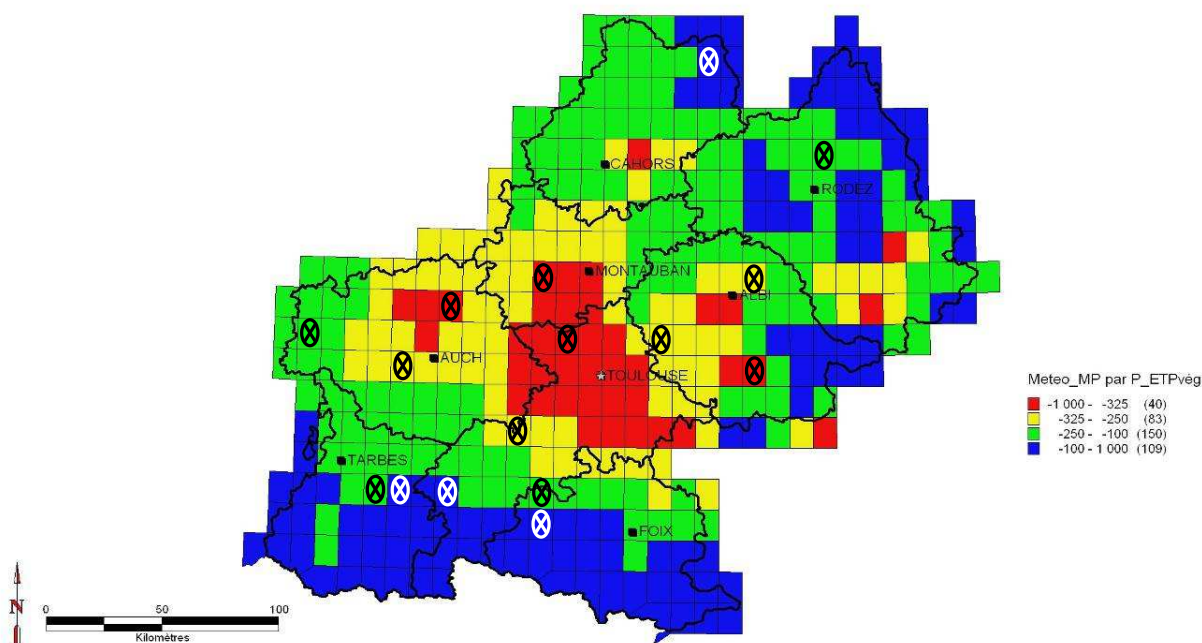 CAHORS
RODEZ
MONTAUBAN
ALBI
AUCH
TOULOUSE
Meteo_MP par P_ETPvég
-1 000 - -325 (40)
-325 - -250 (83)
-250 - -100 (150)
-100 - 1 000 (109)
TARBES
FOIX
N
0 50 100
Kilomètres